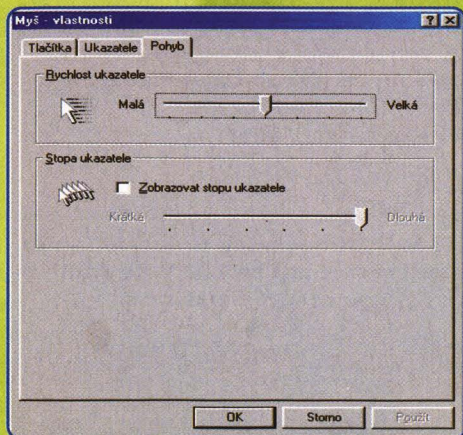 Myš - vlastnosti
Tlačítka Ukazatele Pohyb
Rychlost ukazatele
Malá Velká
Stopa ukazatele
Zobrazovat stopu ukazatele
Krátká Dlouhá
OK Storno Použít